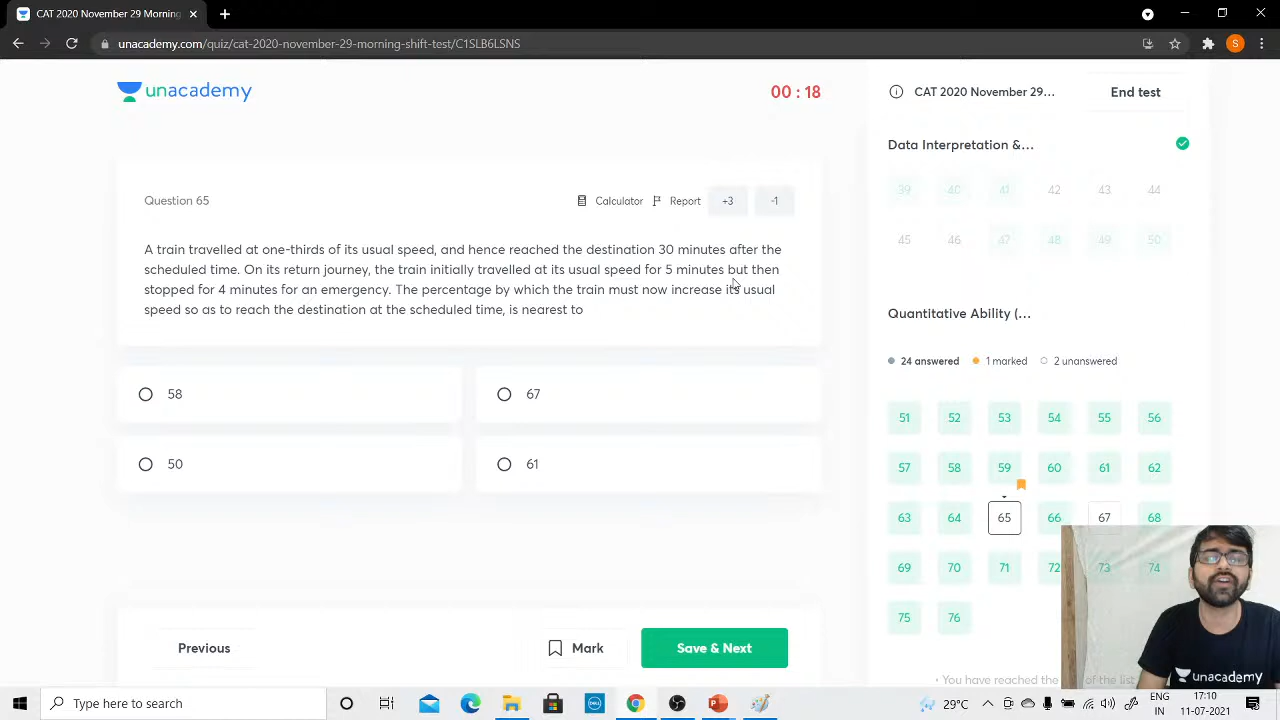 CAT 2020 November 29 Morning
unacademy.com/quiz/cat-2020-november-29-morning-shift-test/C1SLB6LSNS
S
unacademy
00 : 18
CAT 2020 November 29...
End test
Data Interpretation &...
39 40 41 42 43 44
45 46 47 48 49 50
Question 65
Calculator
Report
+3
-1
A train travelled at one-thirds of its usual speed, and hence reached the destination 30 minutes after the
scheduled time. On its return journey, the train initially travelled at its usual speed for 5 minutes but then
stopped for 4 minutes for an emergency. The percentage by which the train must now increase its usual
speed so as to reach the destination at the scheduled time, is nearest to
58
67
50
61
Quantitative Ability (...
24 answered
1 marked
2 unanswered
51 52 53 54 55 56
57 58 59 60 61 62
63 64 65 66 67 68
69 70 71 72 73 74
75 76
Previous
Mark
Save & Next
• You have reached the of the list
unacademy
Type here to search
DELL
29°C
ENG
IN
17:10
11-07-2021